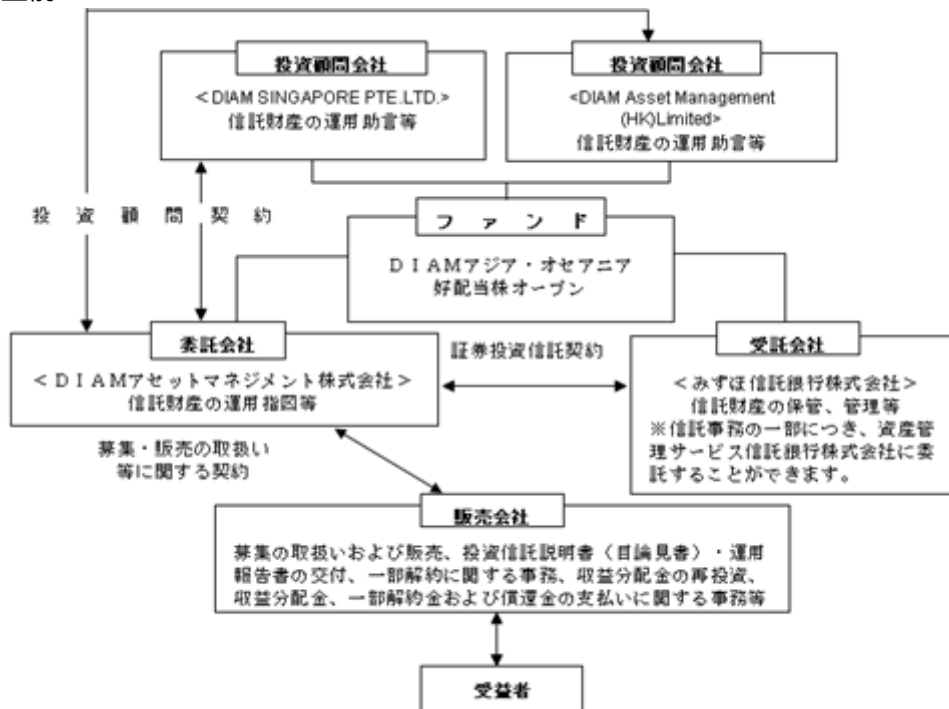 投資顧問会社
＜DIAM SINGAPORE PTE.LTD.＞
信託財産の運用助言等
投資顧問会社
<DIAM Asset Management
(HK)Limited>
信託財産の運用助言等
投資顧問契約
ファンド
ＤＩＡＭアジア・オセアニア
好配当株オープン
委託会社
＜ＤＩＡＭアセットマネジメント株式会社＞
信託財産の運用指図等
証券投資信託契約
受託会社
＜みずほ信託銀行株式会社＞
信託財産の保管、管理等
※信託事務の一部につき、資産管
理サービス信託銀行株式会社に委
託することができます。
募集・販売の取扱い
等に関する契約
販売会社
募集の取扱いおよび販売、投資信託説明書（目論見書）・運用
報告書の交付、一部解約に関する事務、収益分配金の再投資、
収益分配金、一部解約金および償還金の支払いに関する事務等
受益者